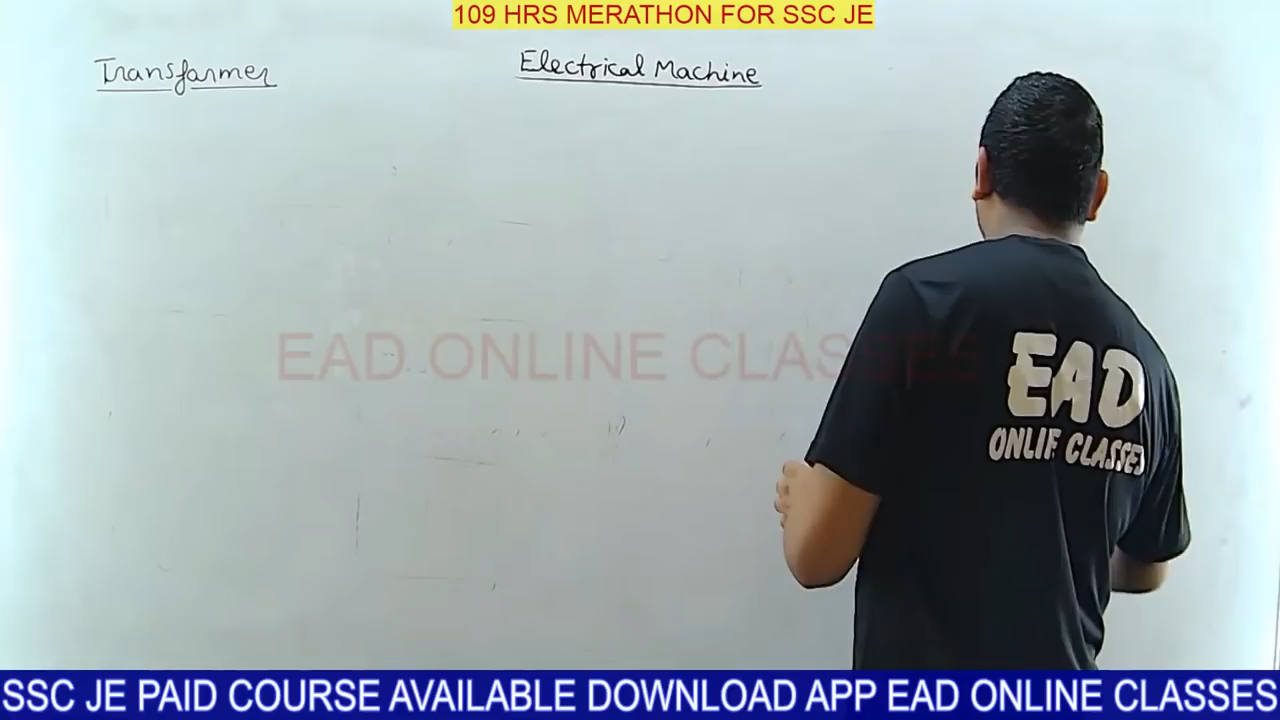 109 HRS MERATHON FOR SSC JE
Transformer
Electrical Machine
EAD ONLINE CLASSES
EAD
ONLIE CLASSES
SSC JE PAID COURSE AVAILABLE DOWNLOAD APP EAD ONLINE CLASSES